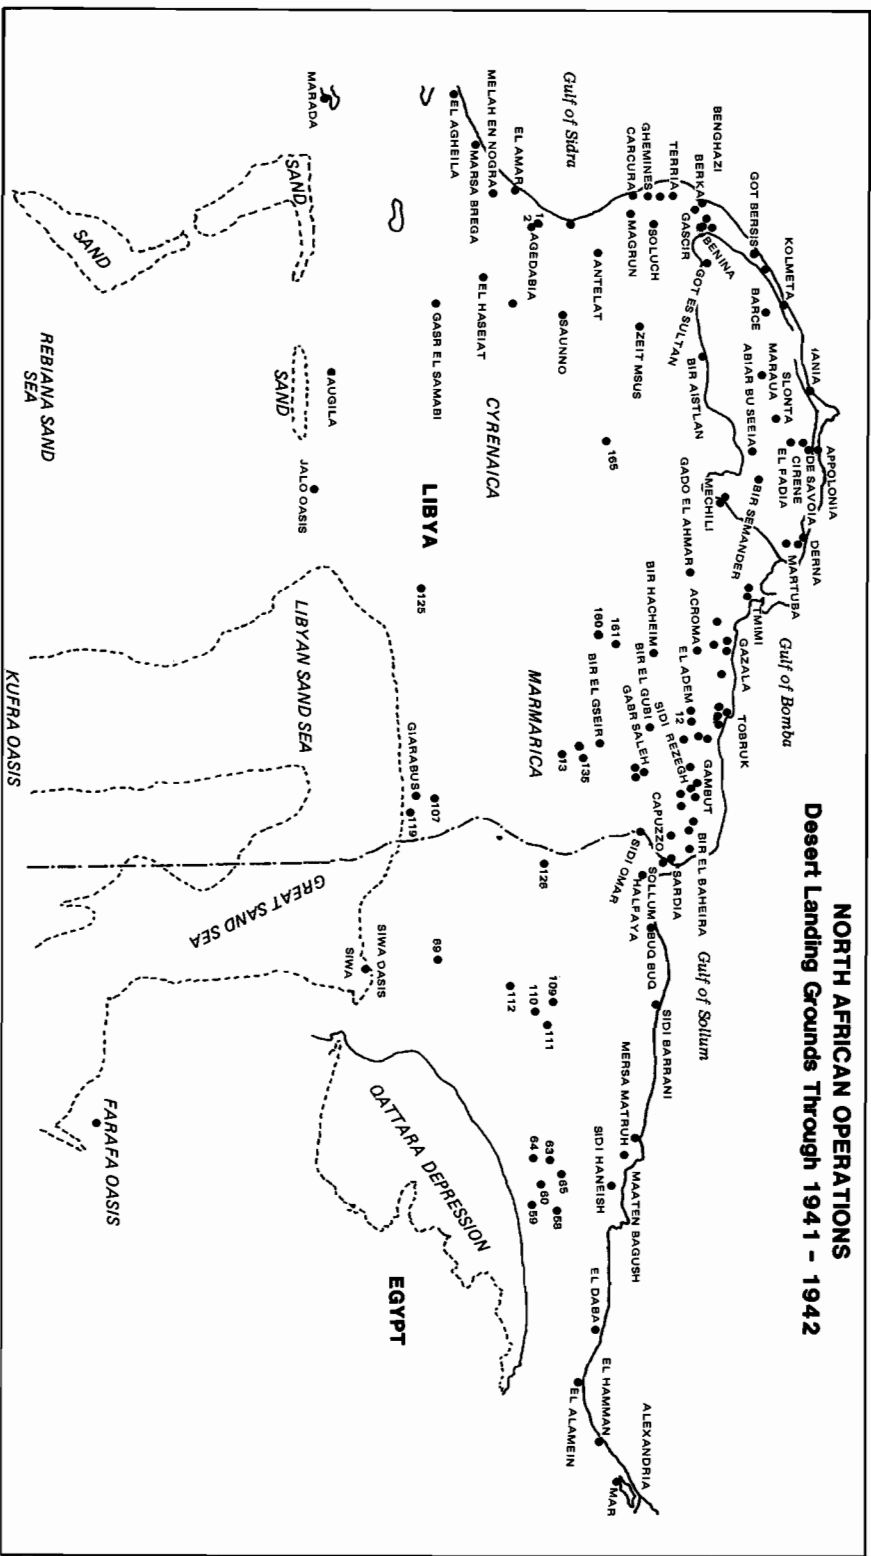 NORTH AFRICAN OPERATIONS
Desert Landing Grounds Through 1941 – 1942
BENGHAZI
BERKA
TERRIA
GHEMINES
CARCURA
Gulf of Sidra
EL AMAR
MELAH EN NOGRA
MARSA BREGA
EL AGHEILA
MARADA
GOT BERSIS
KOLMETA
BENINA
GASCIR
SOLUCH
MAGRUN
1
2
AGEDABIA
ANTELAT
EL HASEIAT
SAUNNO
GASR EL SAMABI
GOT ES SULTAN
ZEIT MSUS
BARCE
TANIA
SLONTA
MARAUA
ABIAR BU SEEIA
BIR AISTLAN
165
CYRENAICA
APPOLONIA
DE SAVOIA
CIRENE
EL FADIA
BIR SEMANDER
MECHILI
GADO EL AHMAR
DERNA
MARTUBA
TMIMI
Gulf of Bomba
GAZALA
ACROMA
BIR HACHEIM
161
160
TOBRUK
EL ADEM
12
SIDI REZEGH
BIR EL GUBI
GABR SALEH
BIR EL GSEIR
135
13
MARMARICA
GAMBUT
CAPUZZO
BIR EL BAHEIRA
SARDIA
SOLLUM
HALFAYA
SIDI OMAR
BUQ BUQ
Gulf of Sollum
SIDI BARRANI
MERSA MATRUH
MAATEN BAGUSH
SIDI HANEISH
EL DABA
EL HAMMAN
EL ALAMEIN
ALEXANDRIA
MAR
126
109
110
111
112
69
63
64
65
60
58
59
LIBYA
125
GIARABUS
107
119
AUGILA
JALO OASIS
SAND
SAND
SAND
REBIANA SAND
SEA
LIBYAN SAND SEA
KUFRA OASIS
GREAT SAND SEA
SIWA OASIS
SIWA
QATTARA DEPRESSION
EGYPT
FARAFA OASIS